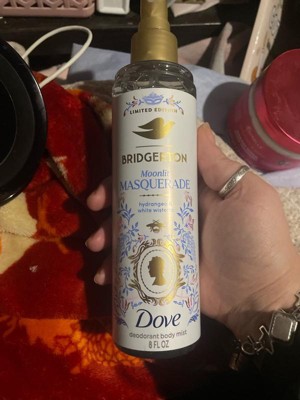 LIMITED EDITION
BRIDGERTON
Moonlit
MASQUERADE
hydrangea &
white wisteria
Dove
deodorant body mist
8 FL OZ